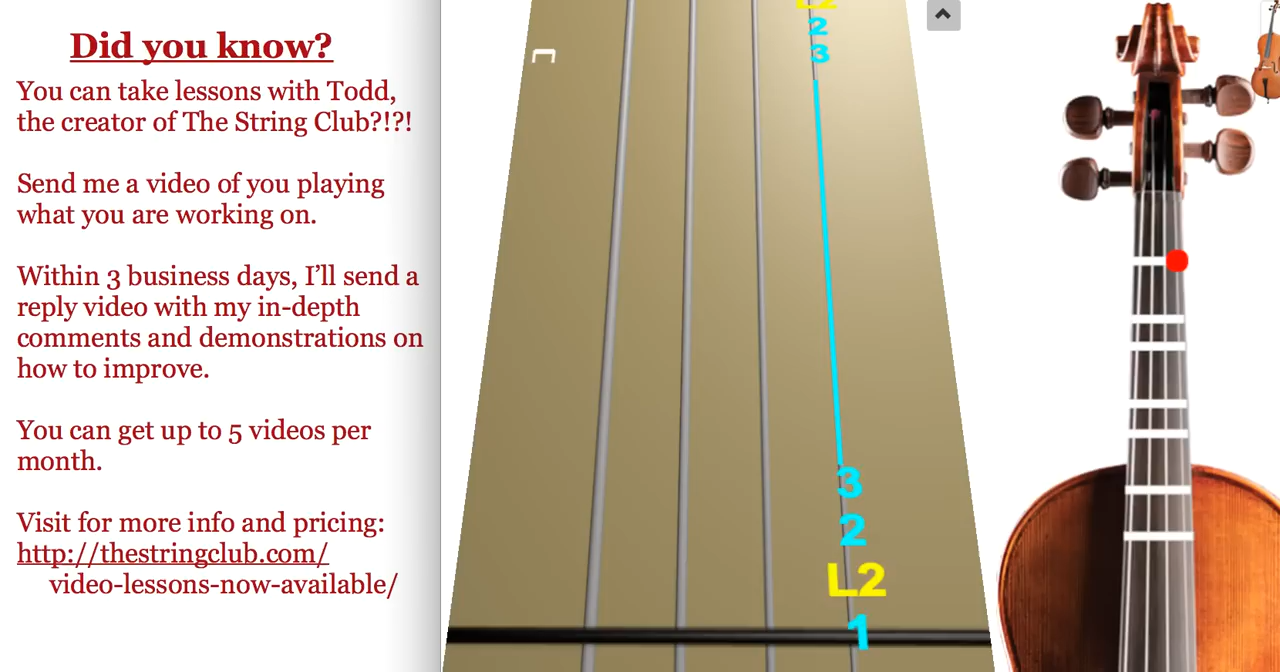 Did you know?
You can take lessons with Todd,
the creator of The String Club?!?!
Send me a video of you playing
what you are working on.
Within 3 business days, I'll send a
reply video with my in-depth
comments and demonstrations on
how to improve.
You can get up to 5 videos per
month.
Visit for more info and pricing:
http://thestringclub.com/
video-lessons-now-available/
L2
2
3
3
2
L2
1